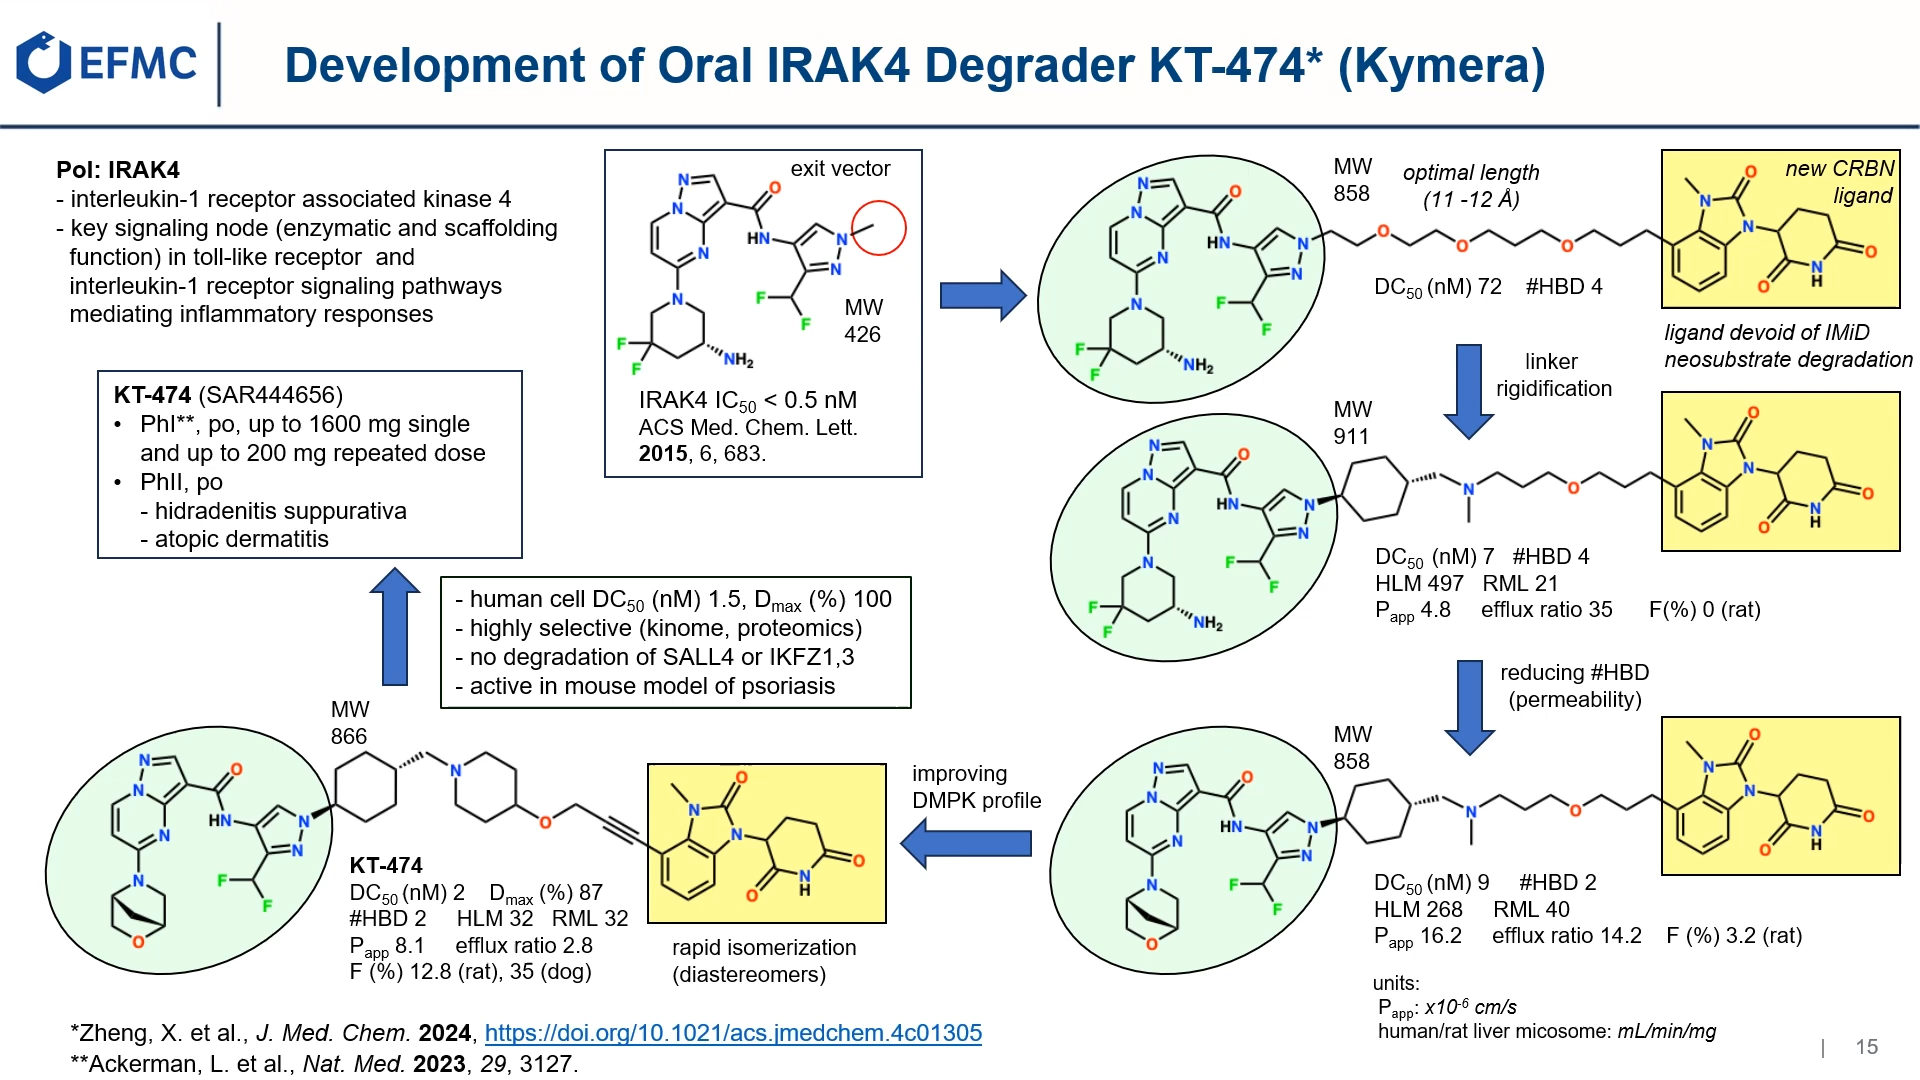 EFMC
Development of Oral IRAK4 Degrader KT-474* (Kymera)
PoI: IRAK4
- interleukin-1 receptor associated kinase 4
- key signaling node (enzymatic and scaffolding
function) in toll-like receptor and
interleukin-1 receptor signaling pathways
mediating inflammatory responses
exit vector
N
N
N
O
HN
N
N
N
F
F
F
F
NH2
MW
426
IRAK4 IC50 < 0.5 nM
ACS Med. Chem. Lett.
2015, 6, 683.
MW
858
optimal length
(11 -12 Å)
new CRBN
ligand
N
N
N
O
HN
N
N
N
F
F
F
F
NH2
O
O
O
N
O
N
O
O
N
H
DC50 (nM) 72 #HBD 4
ligand devoid of IMiD
neosubstrate degradation
linker
rigidification
MW
911
N
N
N
O
HN
N
N
N
F
F
F
F
NH2
N
O
N
O
N
O
O
N
H
DC50 (nM) 7 #HBD 4
HLM 497 RML 21
Papp 4.8 efflux ratio 35 F(%) 0 (rat)
reducing #HBD
(permeability)
MW
858
N
N
N
O
HN
N
N
N
F
F
O
N
O
N
O
N
O
O
N
H
DC50 (nM) 9 #HBD 2
HLM 268 RML 40
Papp 16.2 efflux ratio 14.2 F (%) 3.2 (rat)
units:
Papp: x10-6 cm/s
human/rat liver micosome: mL/min/mg
improving
DMPK profile
MW
866
N
N
N
O
HN
N
N
N
F
F
O
N
O
N
O
N
O
O
N
H
KT-474
DC50 (nM) 2 Dmax (%) 87
#HBD 2 HLM 32 RML 32
Papp 8.1 efflux ratio 2.8
F (%) 12.8 (rat), 35 (dog)
rapid isomerization
(diastereomers)
- human cell DC50 (nM) 1.5, Dmax (%) 100
- highly selective (kinome, proteomics)
- no degradation of SALL4 or IKFZ1,3
- active in mouse model of psoriasis
KT-474 (SAR444656)
• PhI**, po, up to 1600 mg single
and up to 200 mg repeated dose
• PhII, po
- hidradenitis suppurativa
- atopic dermatitis
*Zheng, X. et al., J. Med. Chem. 2024, https://doi.org/10.1021/acs.jmedchem.4c01305
**Ackerman, L. et al., Nat. Med. 2023, 29, 3127.
| 15